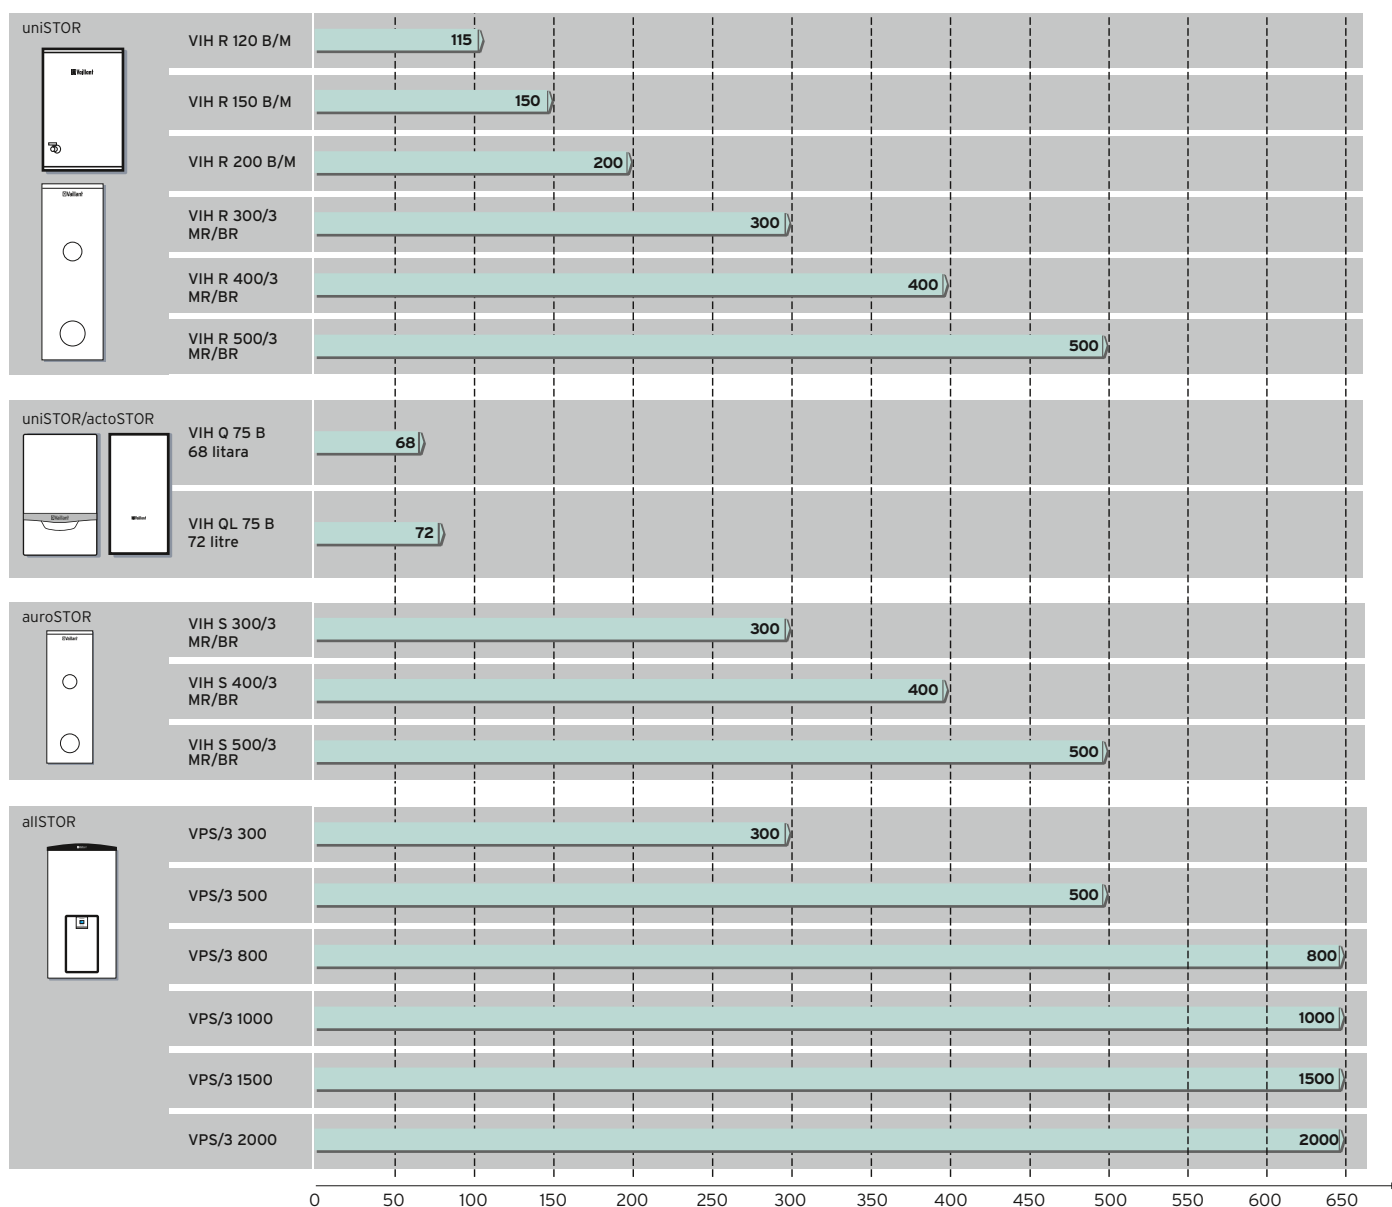 uniSTOR
Vaillant
Vaillant
VIH R 120 B/M
115
VIH R 150 B/M
150
VIH R 200 B/M
200
VIH R 300/3
MR/BR
300
VIH R 400/3
MR/BR
400
VIH R 500/3
MR/BR
500
uniSTOR/actoSTOR
Vaillant
Vaillant
VIH Q 75 B
68 litara
68
VIH QL 75 B
72 litre
72
auroSTOR
Vaillant
VIH S 300/3
MR/BR
300
VIH S 400/3
MR/BR
400
VIH S 500/3
MR/BR
500
allSTOR
VPS/3 300
300
VPS/3 500
500
VPS/3 800
800
VPS/3 1000
1000
VPS/3 1500
1500
VPS/3 2000
2000
0 50 100 150 200 250 300 350 400 450 500 550 600 650